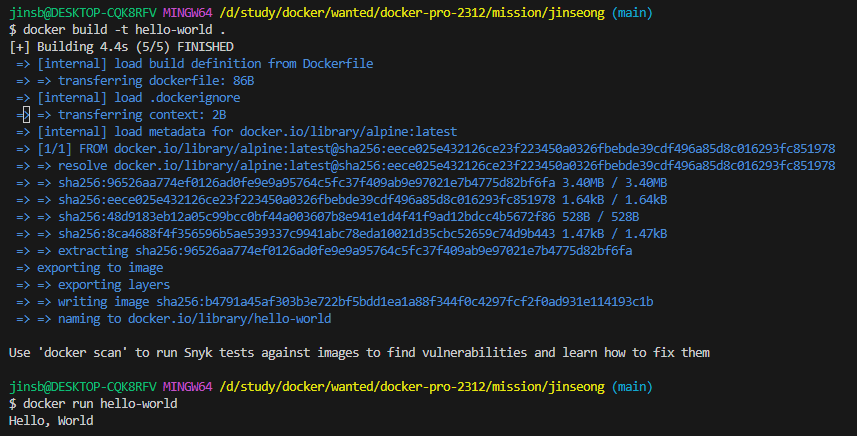 jinsb@DESKTOP-CQK8RFV MINGW64 /d/study/docker/wanted/docker-pro-2312/mission/jinseong (main)
$ docker build -t hello-world .
[+] Building 4.4s (5/5) FINISHED
=> [internal] load build definition from Dockerfile
=> => transferring dockerfile: 86B
=> [internal] load .dockerignore
=> => transferring context: 2B
=> [internal] load metadata for docker.io/library/alpine:latest
=> [1/1] FROM docker.io/library/alpine:latest@sha256:eece025e432126ce23f223450a0326fbebde39cdf496a85d8c016293fc851978
=> => resolve docker.io/library/alpine:latest@sha256:eece025e432126ce23f223450a0326fbebde39cdf496a85d8c016293fc851978
=> => sha256:96526aa774ef0126ad0fe9e9a95764c5fc37f409ab9e97021e7b4775d82bf6fa 3.40MB / 3.40MB
=> => sha256:eece025e432126ce23f223450a0326fbebde39cdf496a85d8c016293fc851978 1.64kB / 1.64kB
=> => sha256:48d9183eb12a05c99bcc0bf44a003607b8e941e1d4f41f9ad12bdcc4b5672f86 528B / 528B
=> => sha256:8ca4688f4f356596b5ae539337c9941abc78eda10021d35cbc52659c74d9b443 1.47kB / 1.47kB
=> => extracting sha256:96526aa774ef0126ad0fe9e9a95764c5fc37f409ab9e97021e7b4775d82bf6fa
=> exporting to image
=> => exporting layers
=> => writing image sha256:b4791a45af303b3e722bf5bdd1ea1a88f344f0c4297fcf2f0ad931e114193c1b
=> => naming to docker.io/library/hello-world
Use 'docker scan' to run Snyk tests against images to find vulnerabilities and learn how to fix them
jinsb@DESKTOP-CQK8RFV MINGW64 /d/study/docker/wanted/docker-pro-2312/mission/jinseong (main)
$ docker run hello-world
Hello, World